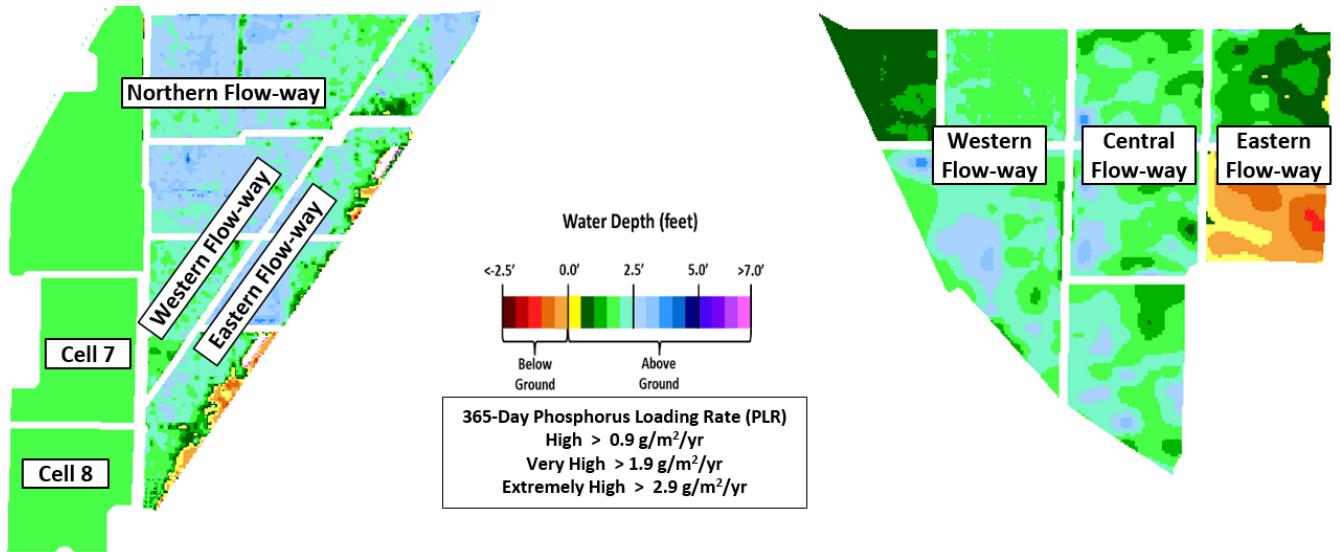 Northern Flow-way
Western Flow-way
Eastern Flow-way
Cell 7
Cell 8
Water Depth (feet)
<-2.5' 0.0' 2.5' 5.0' >7.0'
Below
Ground
Above
Ground
365-Day Phosphorus Loading Rate (PLR)
High > 0.9 g/m²/yr
Very High > 1.9 g/m²/yr
Extremely High > 2.9 g/m²/yr
Western
Flow-way
Central
Flow-way
Eastern
Flow-way